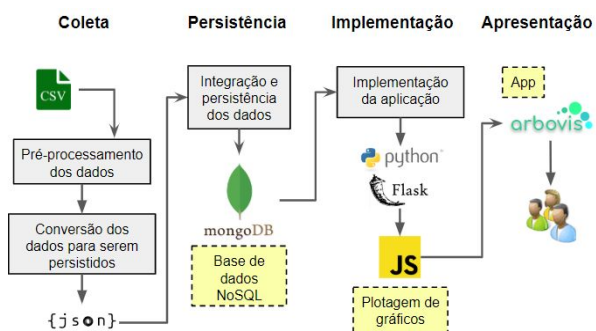 Coleta
CSV
Pré-processamento
dos dados
Conversão dos
dados para serem
persistidos
{json}
Persistência
Integração e
persistência
dos dados
mongoDB
Base de
dados
NoSQL
Implementação
Implementação
da aplicação
python
Flask
JS
Plotagem de
gráficos
Apresentação
App
arbovis